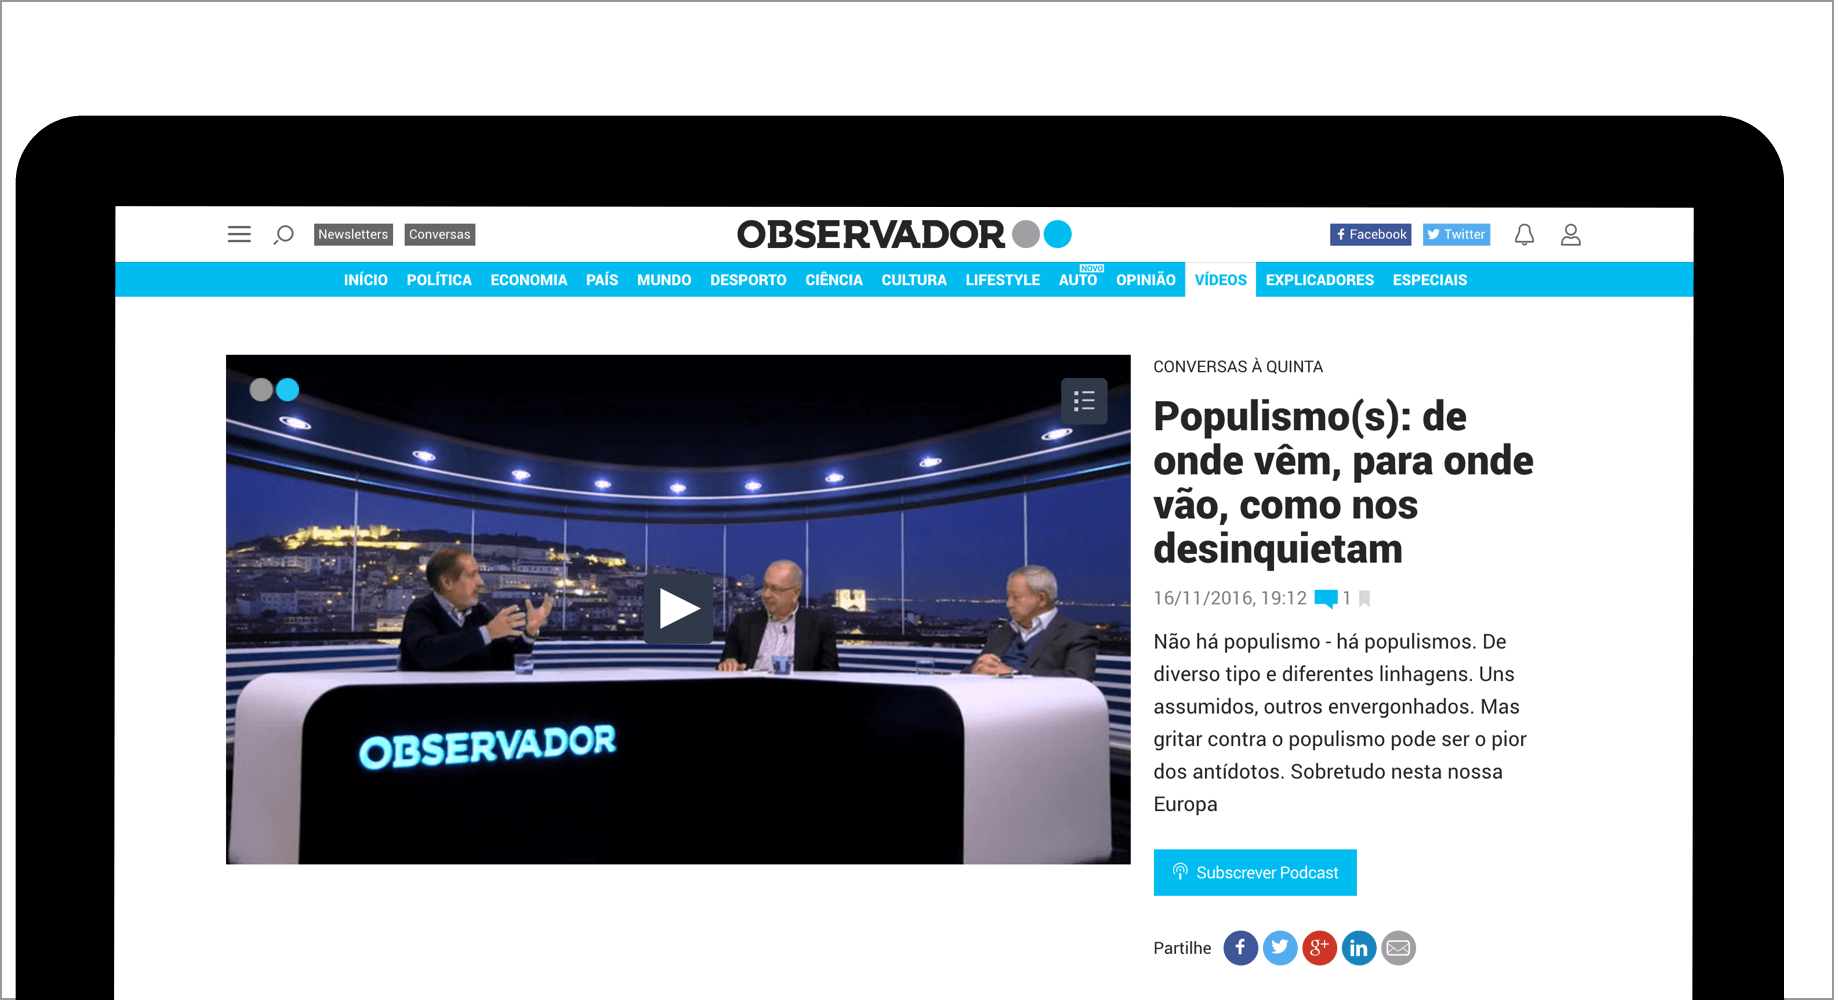 Newsletters Conversas OBSERVADOR Facebook Twitter
INÍCIO POLÍTICA ECONOMIA PAÍS MUNDO DESPORTO CIÊNCIA CULTURA LIFESTYLE AUTO NOVO OPINIÃO VÍDEOS EXPLICADORES ESPECIAIS
OBSERVADOR
CONVERSAS À QUINTA
Populismo(s): de
onde vêm, para onde
vão, como nos
desinquietam
16/11/2016, 19:12 1
Não há populismo - há populismos. De
diverso tipo e diferentes linhagens. Uns
assumidos, outros envergonhados. Mas
gritar contra o populismo pode ser o pior
dos antídotos. Sobretudo nesta nossa
Europa
Subscrever Podcast
Partilhe f g+ in